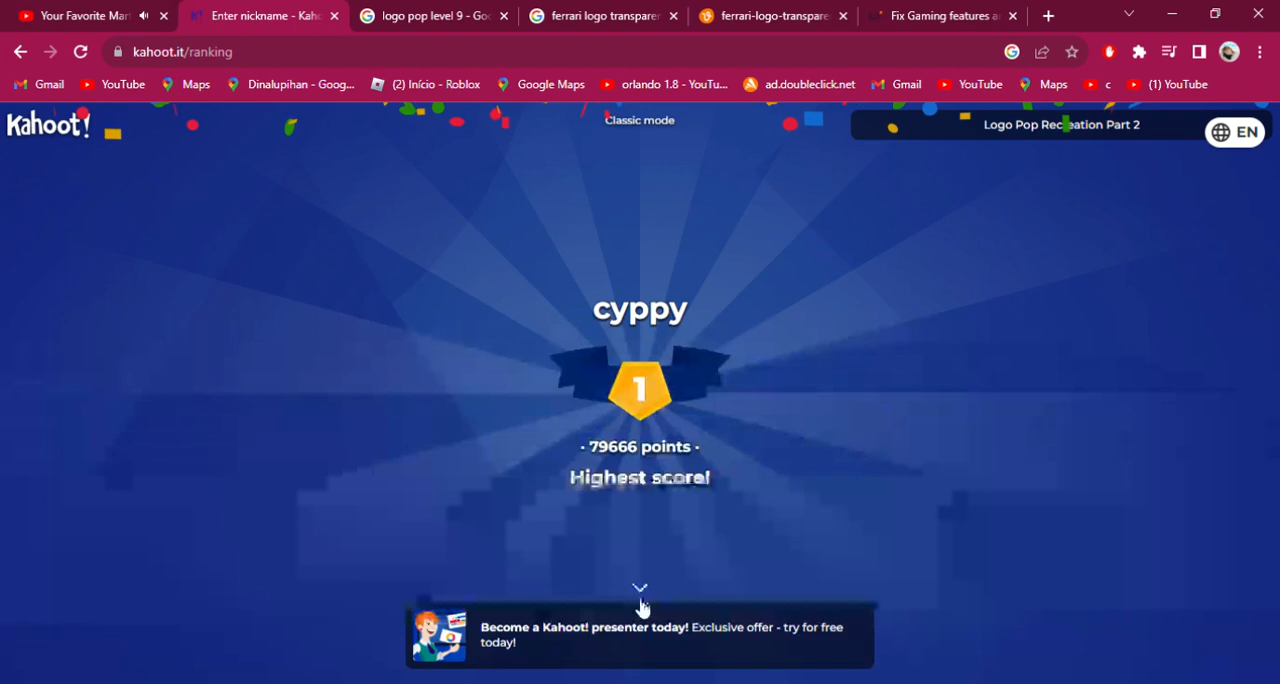 Your Favorite Mar
Enter nickname - Kaho
logo pop level 9 - Goo
ferrari logo transparen
ferrari-logo-transpare
Fix Gaming features a
kahoot.it/ranking
Gmail
YouTube
Maps
Dinalupihan - Goog...
(2) Início - Roblox
Google Maps
orlando 1.8 - YouTu...
ad.doubleclick.net
Gmail
YouTube
Maps
c
(1) YouTube
Kahoot!
Classic mode
Logo Pop Recreation Part 2
EN
cyppy
1
· 79666 points ·
Highest score!
Become a Kahoot! presenter today! Exclusive offer - try for free
today!